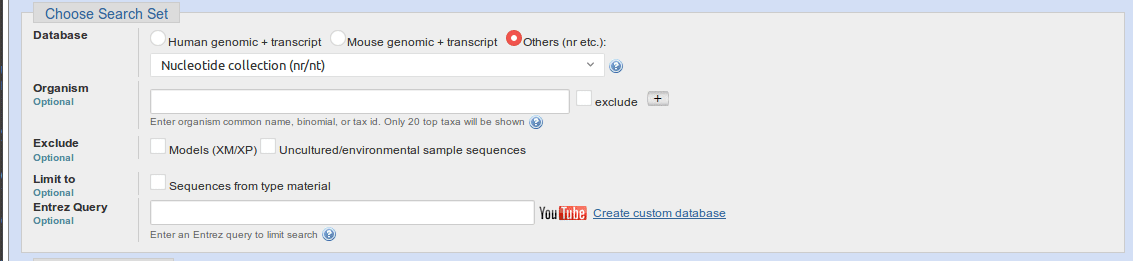 Choose Search Set
Database
Human genomic + transcript Mouse genomic + transcript Others (nr etc.):
Nucleotide collection (nr/nt)
Organism
Optional
exclude +
Enter organism common name, binomial, or tax id. Only 20 top taxa will be shown ?
Exclude
Optional
Models (XM/XP) Uncultured/environmental sample sequences
Limit to
Optional
Sequences from type material
Entrez Query
Optional
YouTube Create custom database
Enter an Entrez query to limit search ?